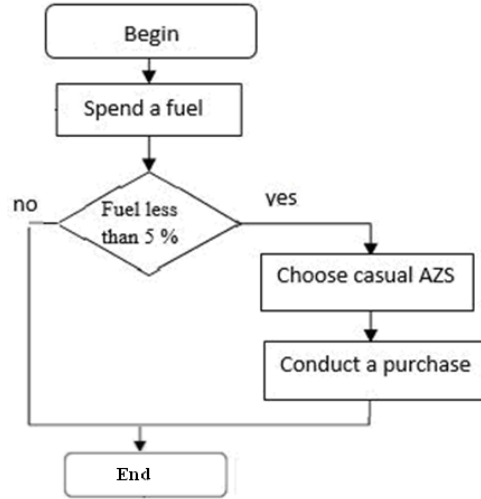 Begin
Spend a fuel
no
yes
Fuel less
than 5 %
Choose casual AZS
Conduct a purchase
End